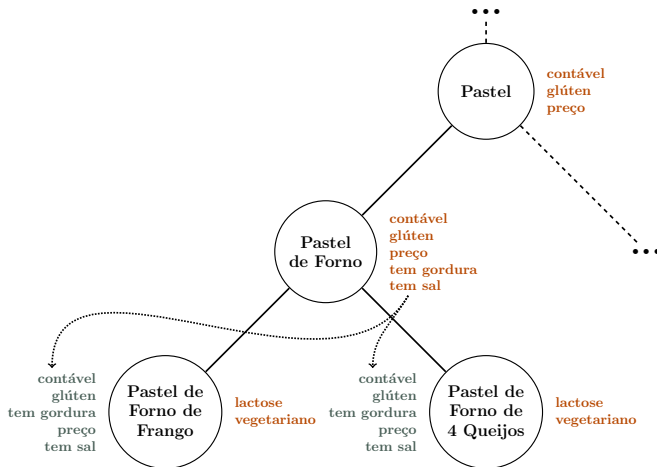 Pastel
contável
glúten
preço
Pastel
de Forno
contável
glúten
preço
tem gordura
tem sal
contável
glúten
tem gordura
preço
tem sal
Pastel de
Forno de
Frango
lactose
vegetariano
contável
glúten
tem gordura
preço
tem sal
Pastel de
Forno de
4 Queijos
lactose
vegetariano